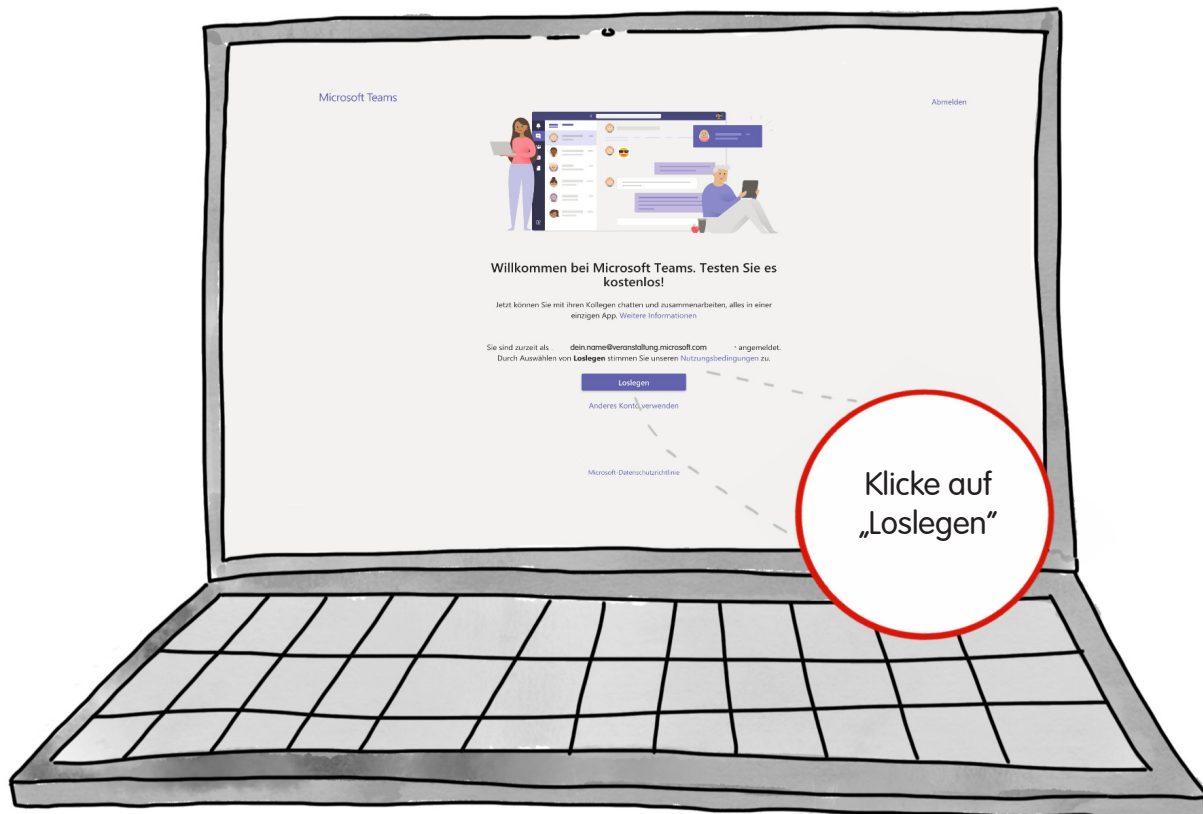 Microsoft Teams
Abmelden
Willkommen bei Microsoft Teams. Testen Sie es
kostenlos!
Jetzt können Sie mit ihren Kollegen chatten und zusammenarbeiten, alles in einer
einzigen App. Weitere Informationen
Sie sind zurzeit als dein.name@veranstaltung.microsoft.com angemeldet.
Durch Auswählen von Loslegen stimmen Sie unseren Nutzungsbedingungen zu.
Loslegen
Anderes Konto verwenden
Microsoft-Datenschutzrichtlinie
Klicke auf
„Loslegen“